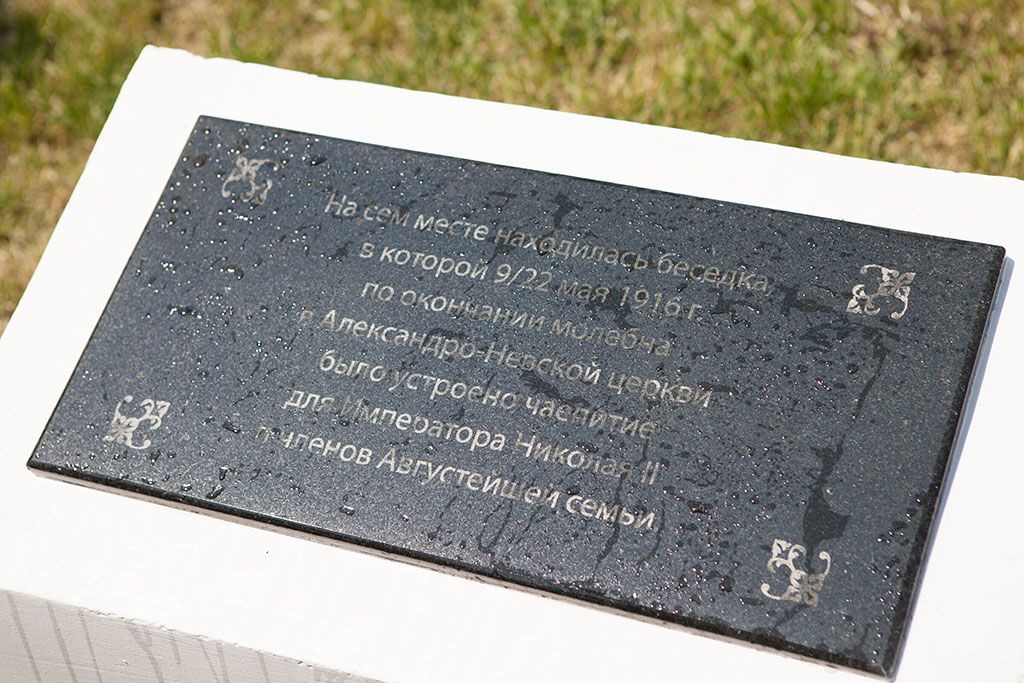 На сем месте находилась беседка,
в которой 9/22 мая 1916 г.
по окончании молебна
в Александро-Невской церкви
было устроено чаепитие
для Императора Николая II
и членов Августейшей семьи